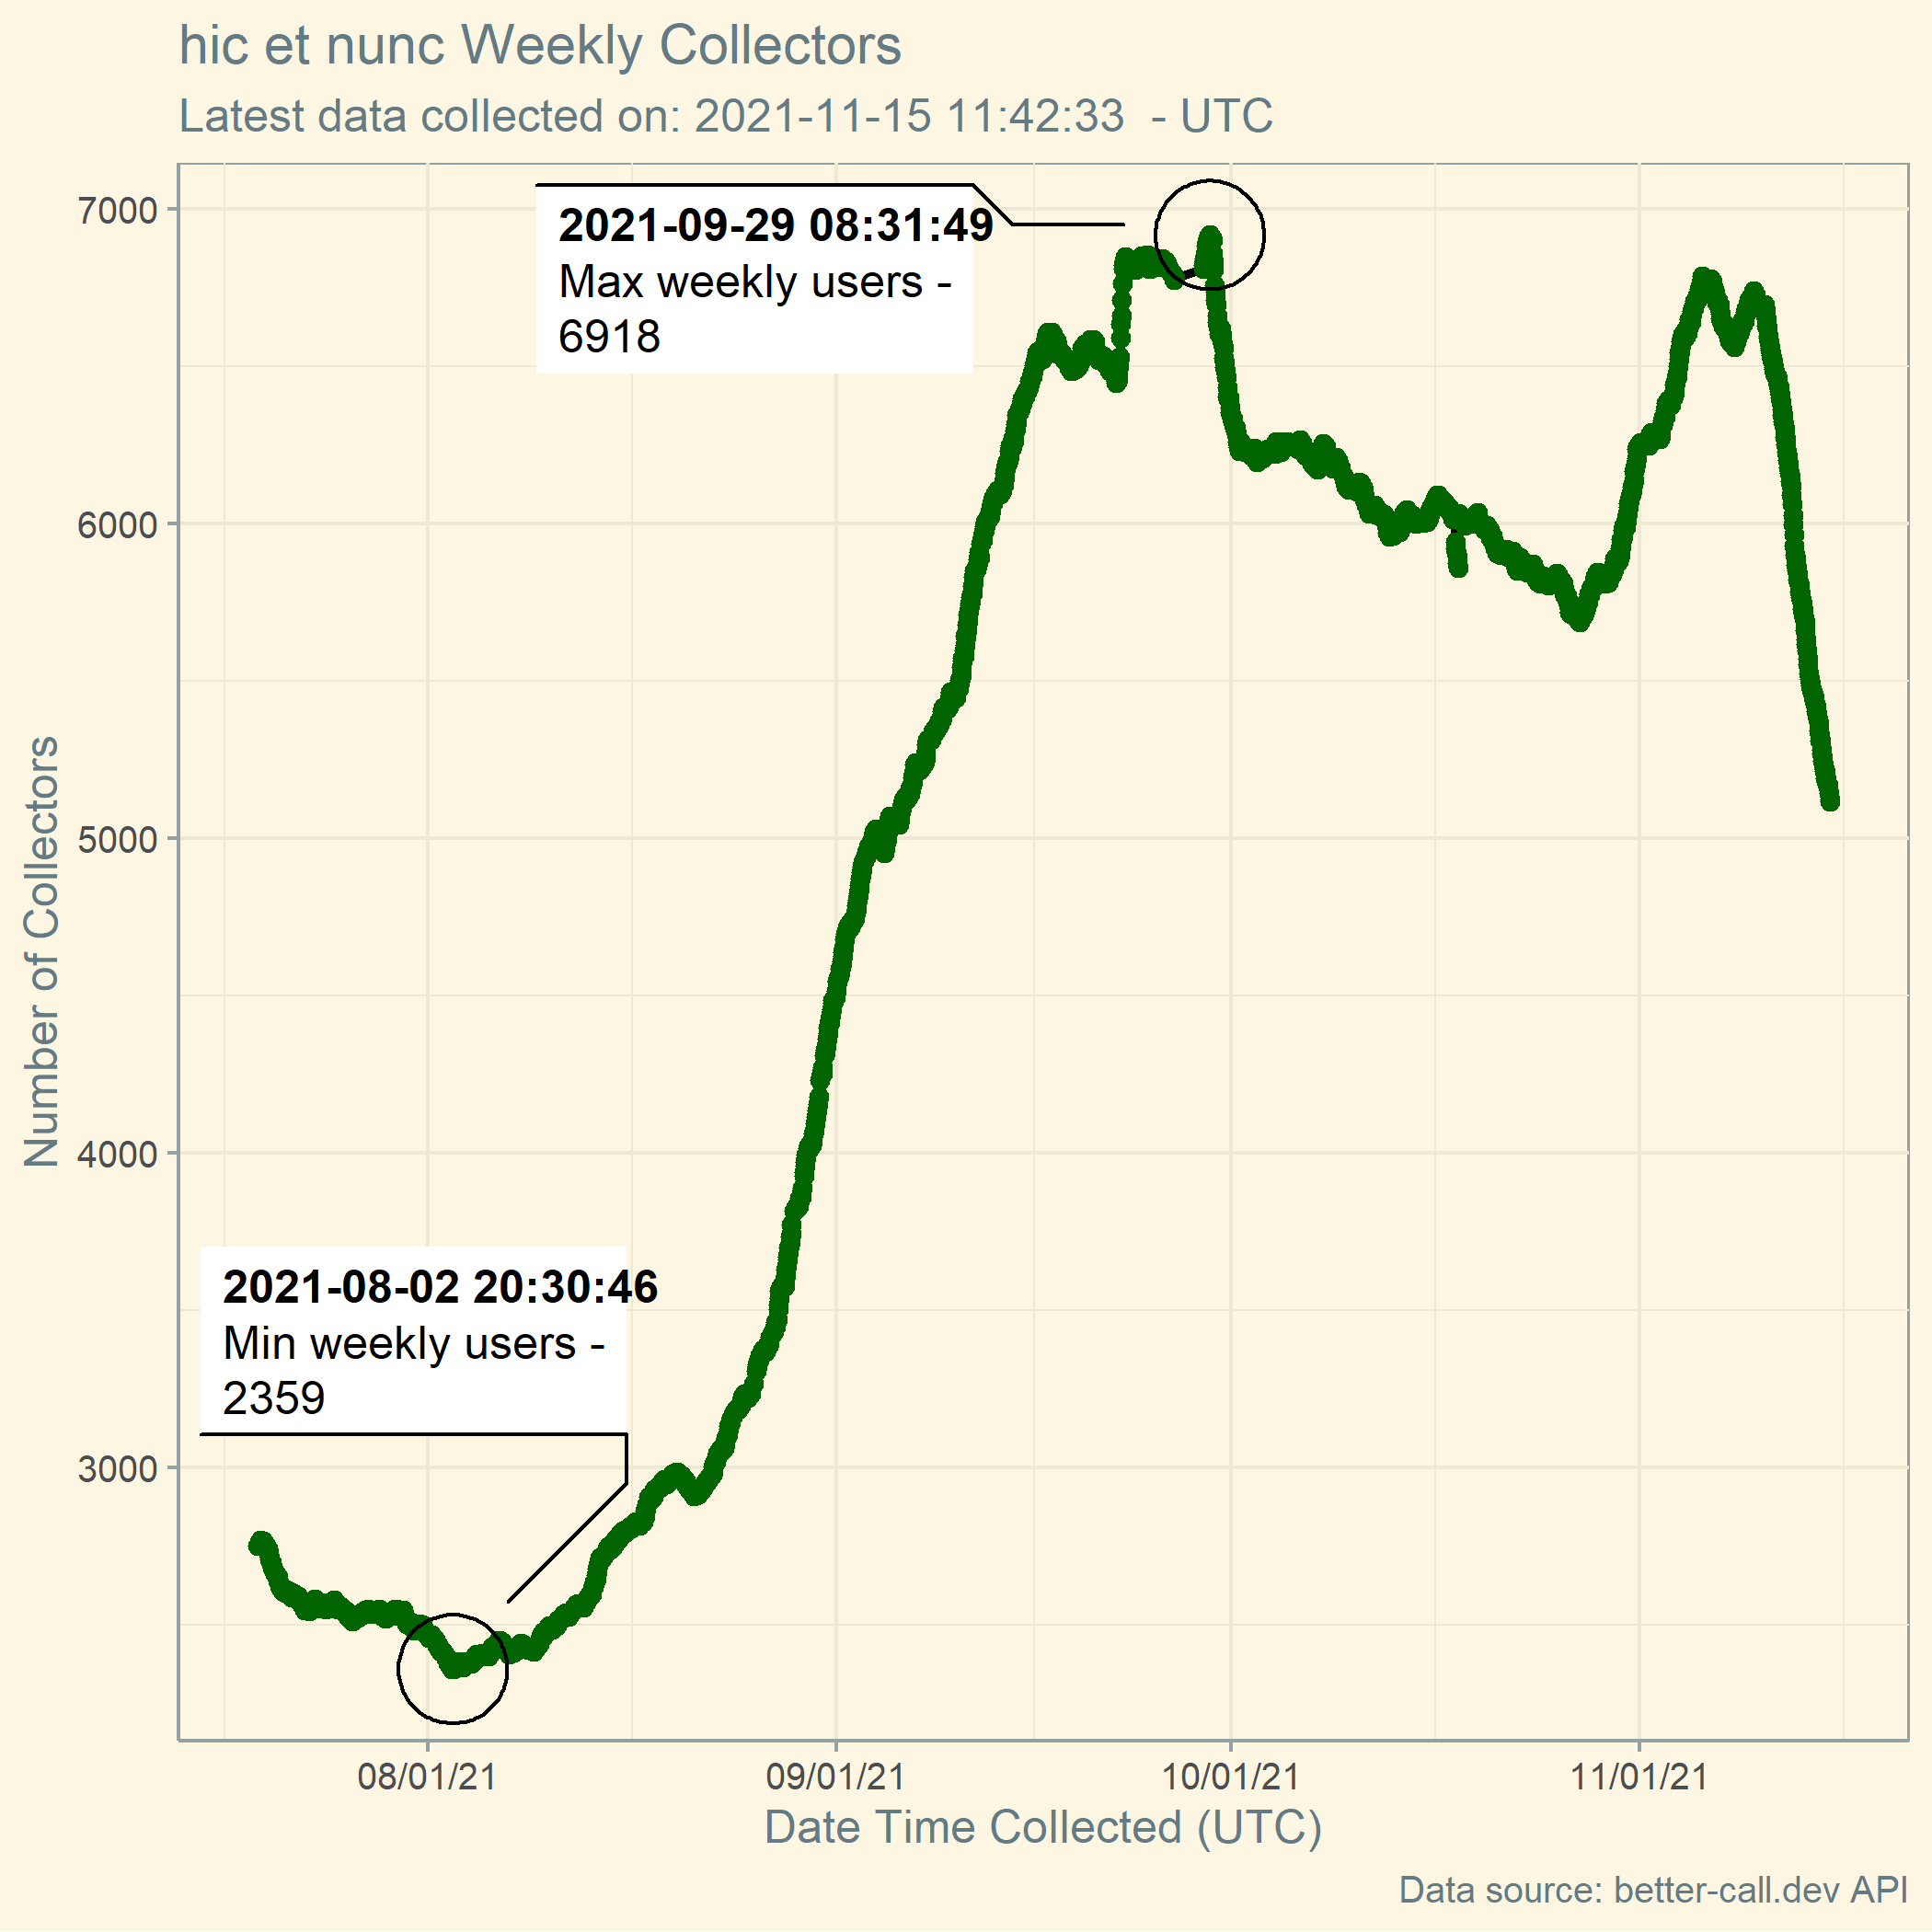 hic et nunc Weekly Collectors
Latest data collected on: 2021-11-15 11:42:33  - UTC
7000
6000
5000
4000
3000
Number of Collectors
2021-09-29 08:31:49
Max weekly users -
6918
2021-08-02 20:30:46
Min weekly users -
2359
08/01/21
09/01/21
10/01/21
11/01/21
Date Time Collected (UTC)
Data source: better-call.dev API